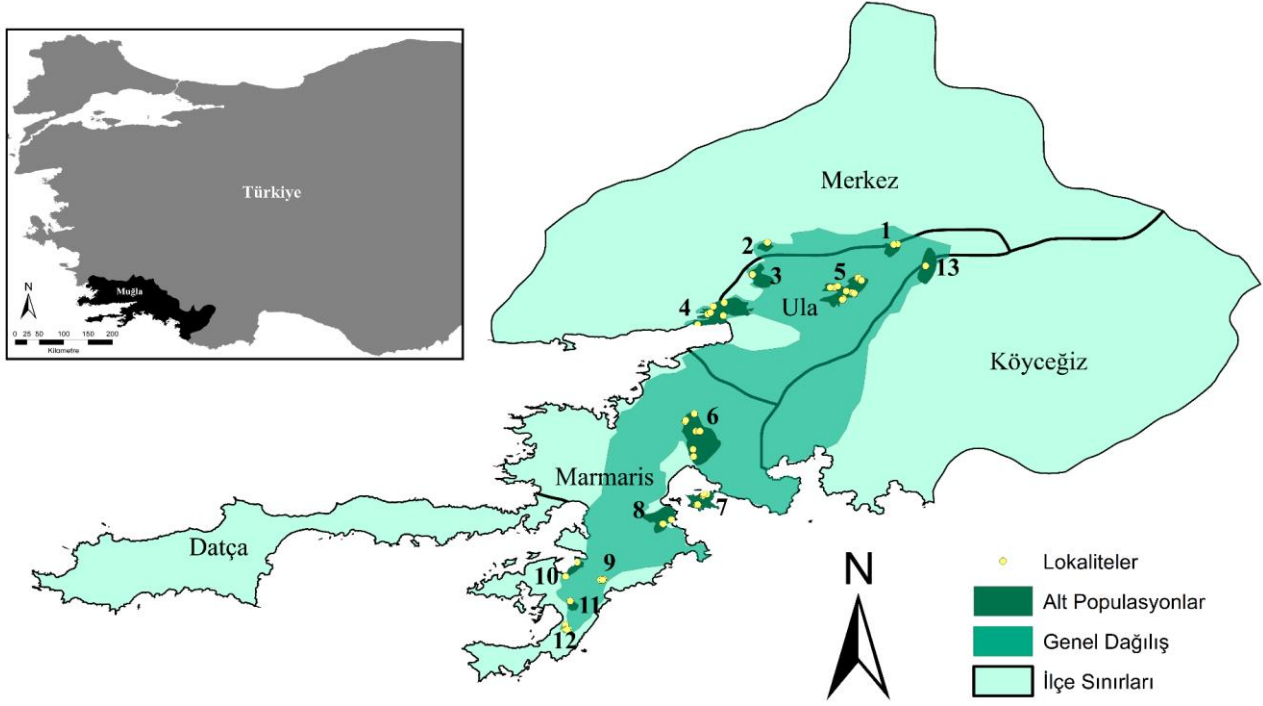 Türkiye
N
Muğla
0 25 50 100 150 200
Kilometre
Merkez
1
2
13
3
5
4
Ula
Köyceğiz
6
Marmaris
7
8
Datça
9
10
11
12
N
Lokaliteler
Alt Populasyonlar
Genel Dağılış
İlçe Sınırları